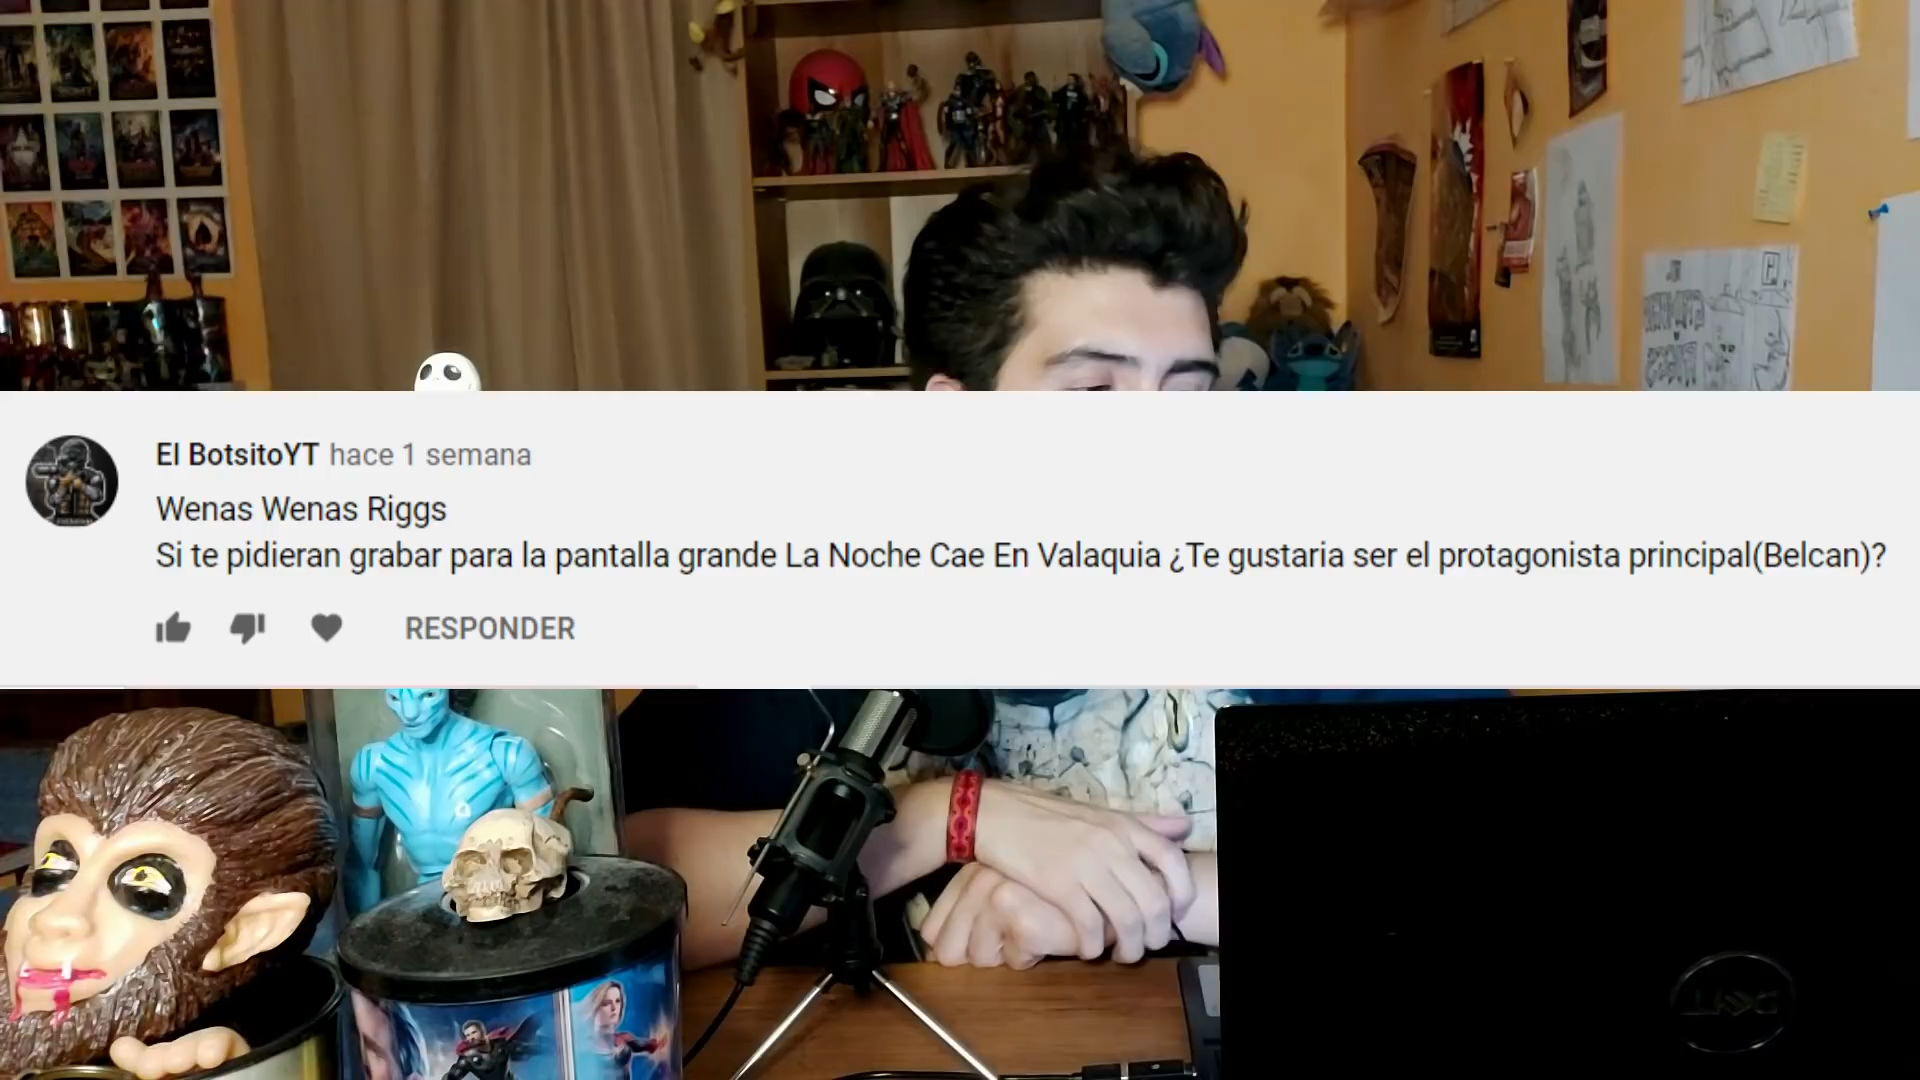 El BotsitoYT hace 1 semana
Wenas Wenas Riggs
Si te pidieran grabar para la pantalla grande La Noche Cae En Valaquia ¿Te gustaria ser el protagonista principal(Belcan)?
RESPONDER
DELL